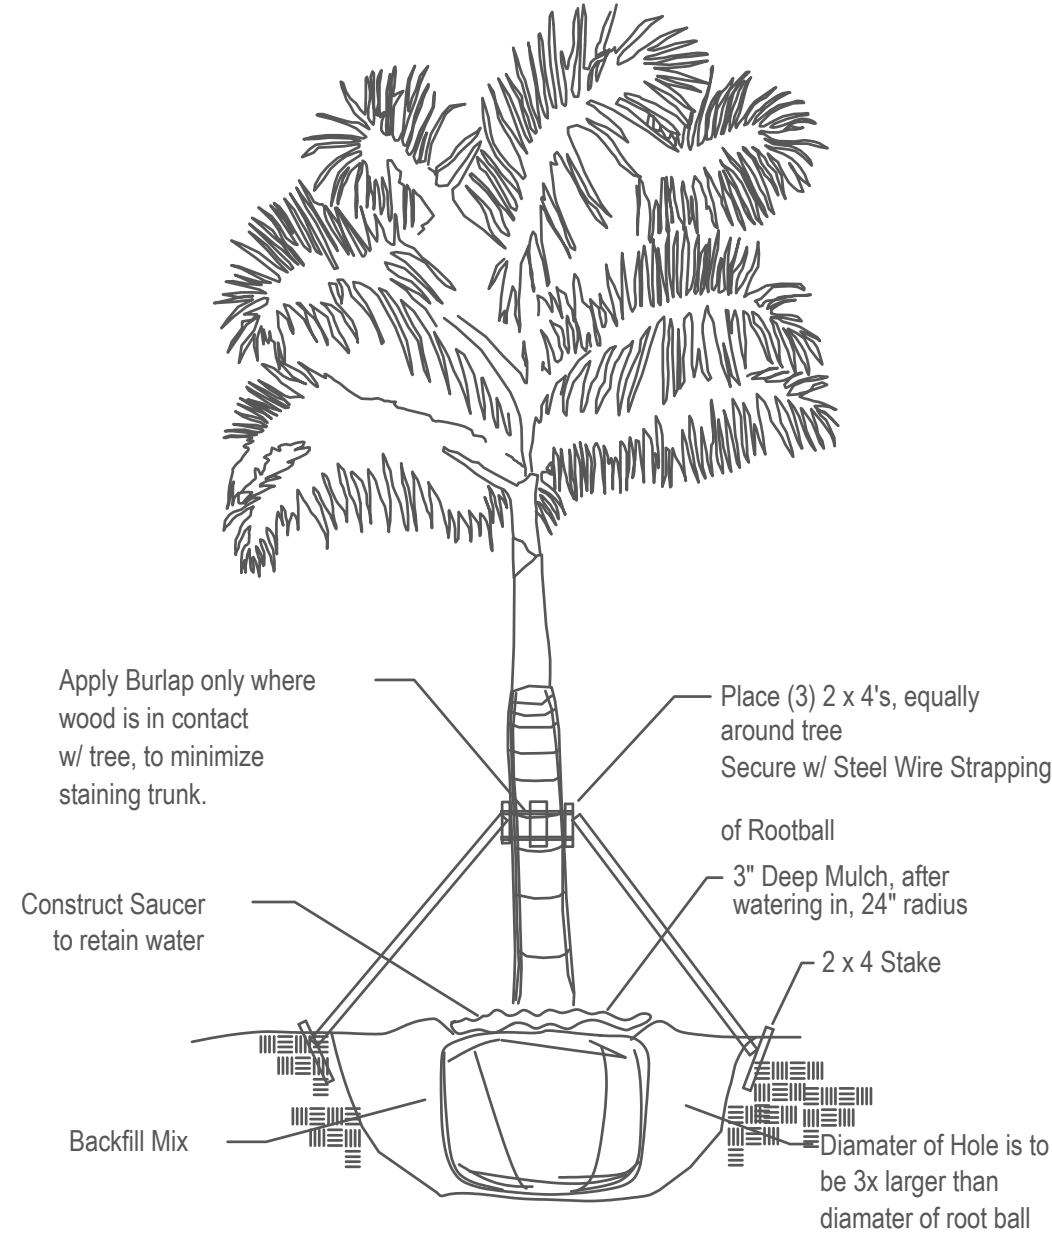 Apply Burlap only where
wood is in contact
w/ tree, to minimize
staining trunk.
Place (3) 2 x 4's, equally
around tree
Secure w/ Steel Wire Strapping
of Rootball
3" Deep Mulch, after
watering in, 24" radius
Construct Saucer
to retain water
2 x 4 Stake
Backfill Mix
Diamater of Hole is to
be 3x larger than
diamater of root ball